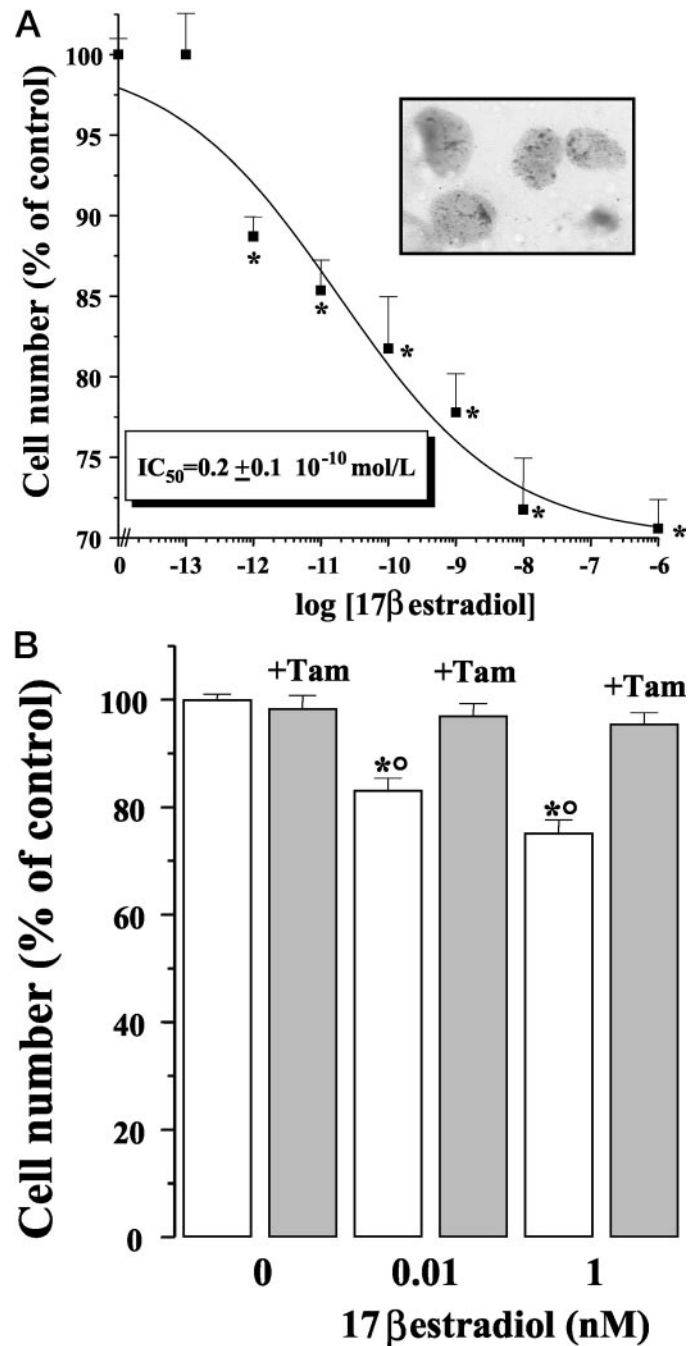 A
Cell number (% of control)
100
95
90
85
80
75
70
*
*
*
*
*
*
IC50=0.2 ±0.1 10-10 mol/L
0 -13 -12 -11 -10 -9 -8 -7 -6
log [17β estradiol]
B
Cell number (% of control)
100
80
60
40
20
0
+Tam
+Tam
+Tam
*°
*°
0 0.01 1
17 β estradiol (nM)